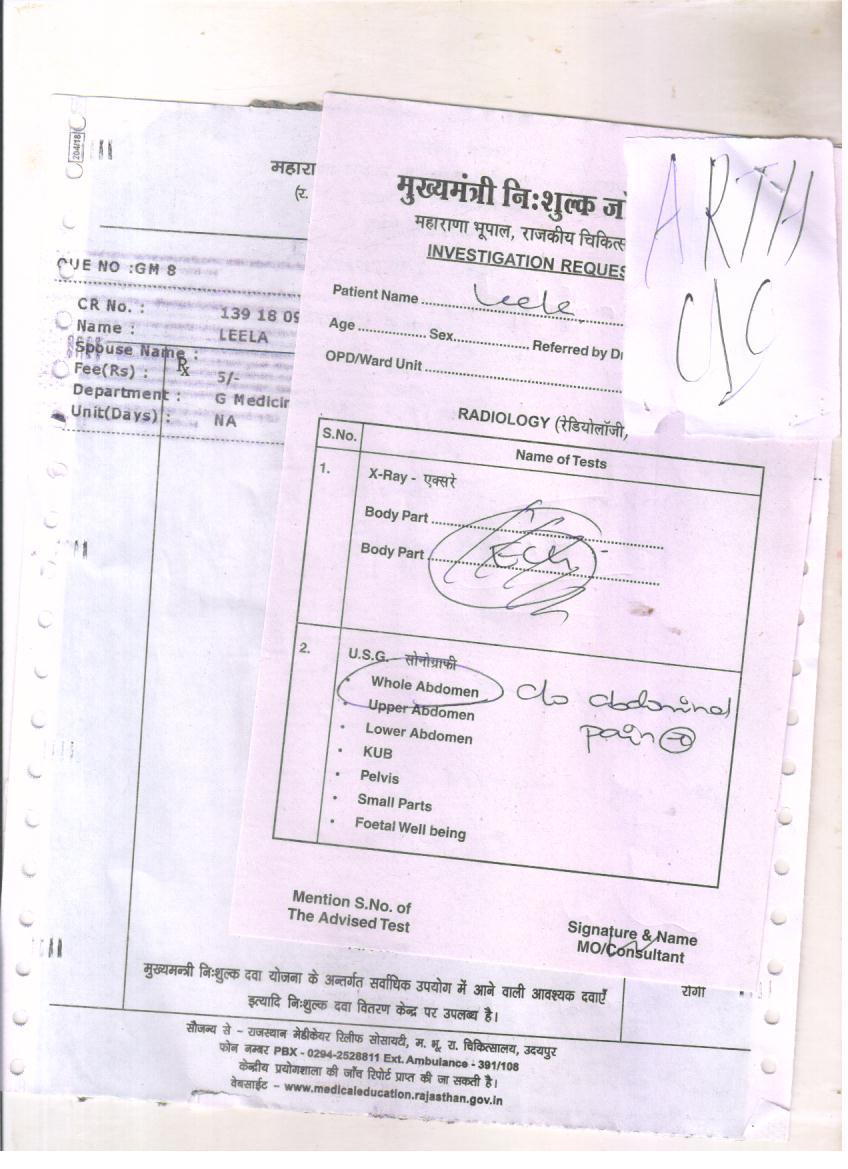 204/18
महारा
(र.
QUE NO :GM 8
CR No. : 139 18 09
Name : LEELA
Spouse Name :
Rx
Fee(Rs) : 5/-
Department : G Medicin
Unit(Days) : NA
मुख्यमंत्री नि:शुल्क जाँ
महाराणा भूपाल, राजकीय चिकित्स
INVESTIGATION REQUES
ARTH
Patient Name Leela
Age Sex Referred by Dr
OPD/Ward Unit
RADIOLOGY (रेडियोलॉजी,
S.No. Name of Tests
1. X-Ray - एक्सरे
Body Part
Body Part
2. U.S.G. सोनोग्राफी
• Whole Abdomen c/o abdominal
• Upper Abdomen pain
• Lower Abdomen
• KUB
• Pelvis
• Small Parts
• Foetal Well being
Mention S.No. of
The Advised Test
Signature & Name
MO/Consultant
मुख्यमन्त्री नि:शुल्क दवा योजना के अन्तर्गत सर्वाधिक उपयोग में आने वाली आवश्यक दवाएँ
इत्यादि नि:शुल्क दवा वितरण केन्द्र पर उपलब्ध है।
रोगी
सौजन्य से - राजस्थान मेडीकेयर रिलीफ सोसायटी, म. भू. रा. चिकित्सालय, उदयपुर
फोन नम्बर PBX - 0294-2528811 Ext. Ambulance - 391/108
केन्द्रीय प्रयोगशाला की जाँच रिपोर्ट प्राप्त की जा सकती है।
वेबसाईट - www.medicaleducation.rajasthan.gov.in